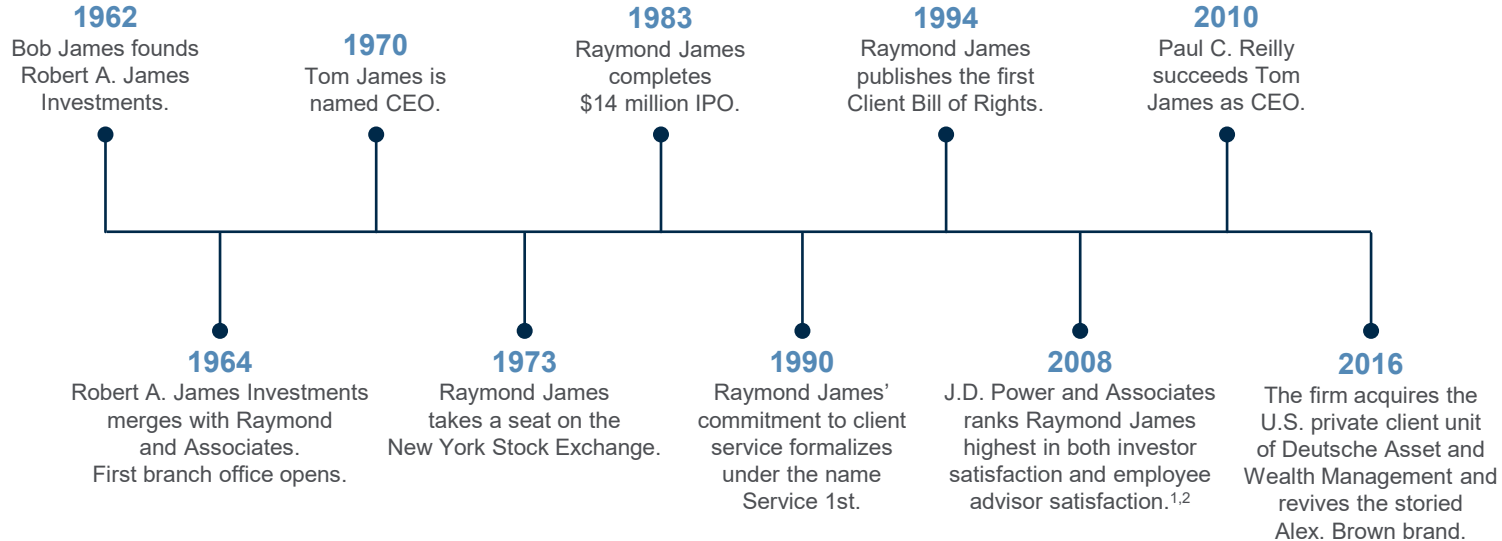 1962
Bob James founds
Robert A. James
Investments.
1964
Robert A. James Investments
merges with Raymond
and Associates.
First branch office opens.
1970
Tom James is
named CEO.
1973
Raymond James
takes a seat on the
New York Stock Exchange.
1983
Raymond James
completes
$14 million IPO.
1990
Raymond James’
commitment to client
service formalizes
under the name
Service 1st.
1994
Raymond James
publishes the first
Client Bill of Rights.
2008
J.D. Power and Associates
ranks Raymond James
highest in both investor
satisfaction and employee
advisor satisfaction.1,2
2010
Paul C. Reilly
succeeds Tom
James as CEO.
2016
The firm acquires the
U.S. private client unit
of Deutsche Asset and
Wealth Management and
revives the storied
Alex. Brown brand.